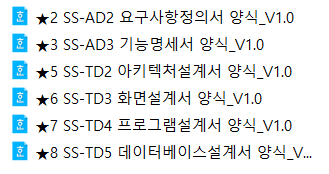 ★2 SS-AD2 요구사항정의서 양식_V1.0
★3 SS-AD3 기능명세서 양식_V1.0
★5 SS-TD2 아키텍처설계서 양식_V1.0
★6 SS-TD3 화면설계서 양식_V1.0
★7 SS-TD4 프로그램설계서 양식_V1.0
★8 SS-TD5 데이터베이스설계서 양식_V...